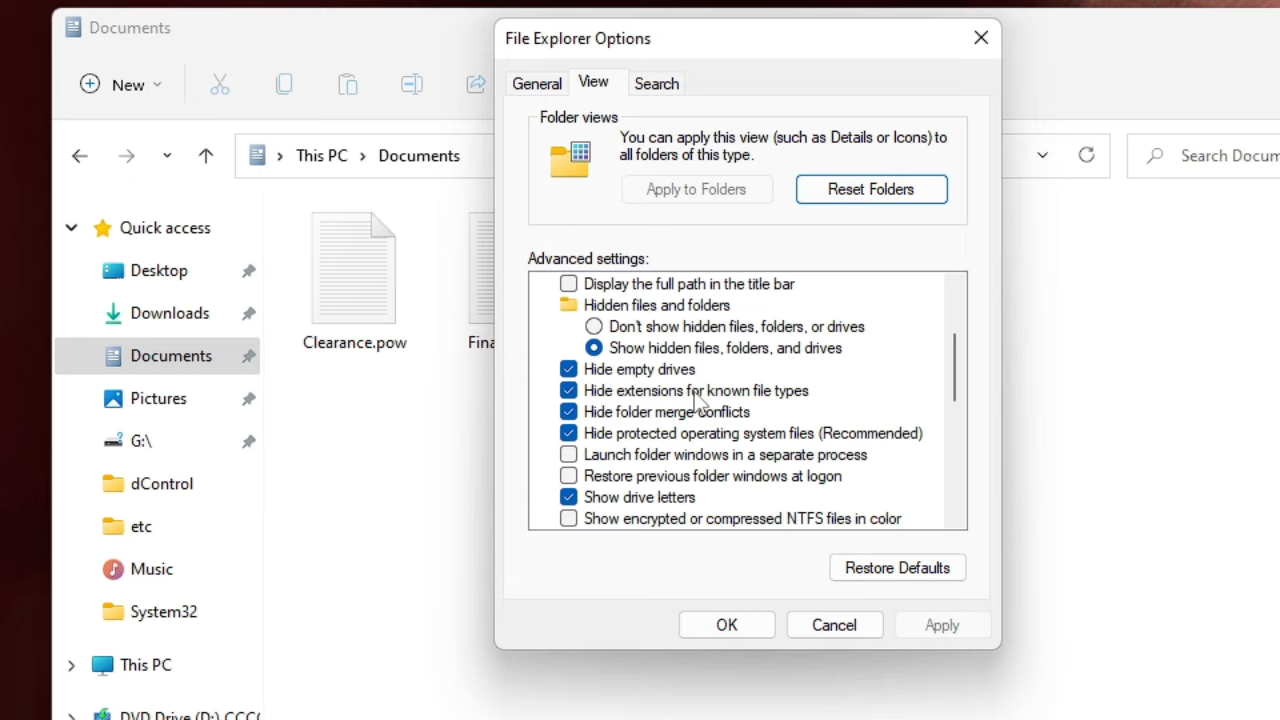 Documents
New
This PC
Documents
Search
Quick access
Desktop
Downloads
Documents
Pictures
G:\
dControl
etc
Music
System32
This PC
DVD Drive (D:)
Clearance.pow
File Explorer Options
General
View
Search
Folder views
You can apply this view (such as Details or Icons) to
all folders of this type.
Apply to Folders
Reset Folders
Advanced settings:
Display the full path in the title bar
Hidden files and folders
Don't show hidden files, folders, or drives
Show hidden files, folders, and drives
Hide empty drives
Hide extensions for known file types
Hide folder merge conflicts
Hide protected operating system files (Recommended)
Launch folder windows in a separate process
Restore previous folder windows at logon
Show drive letters
Show encrypted or compressed NTFS files in color
Restore Defaults
OK
Cancel
Apply